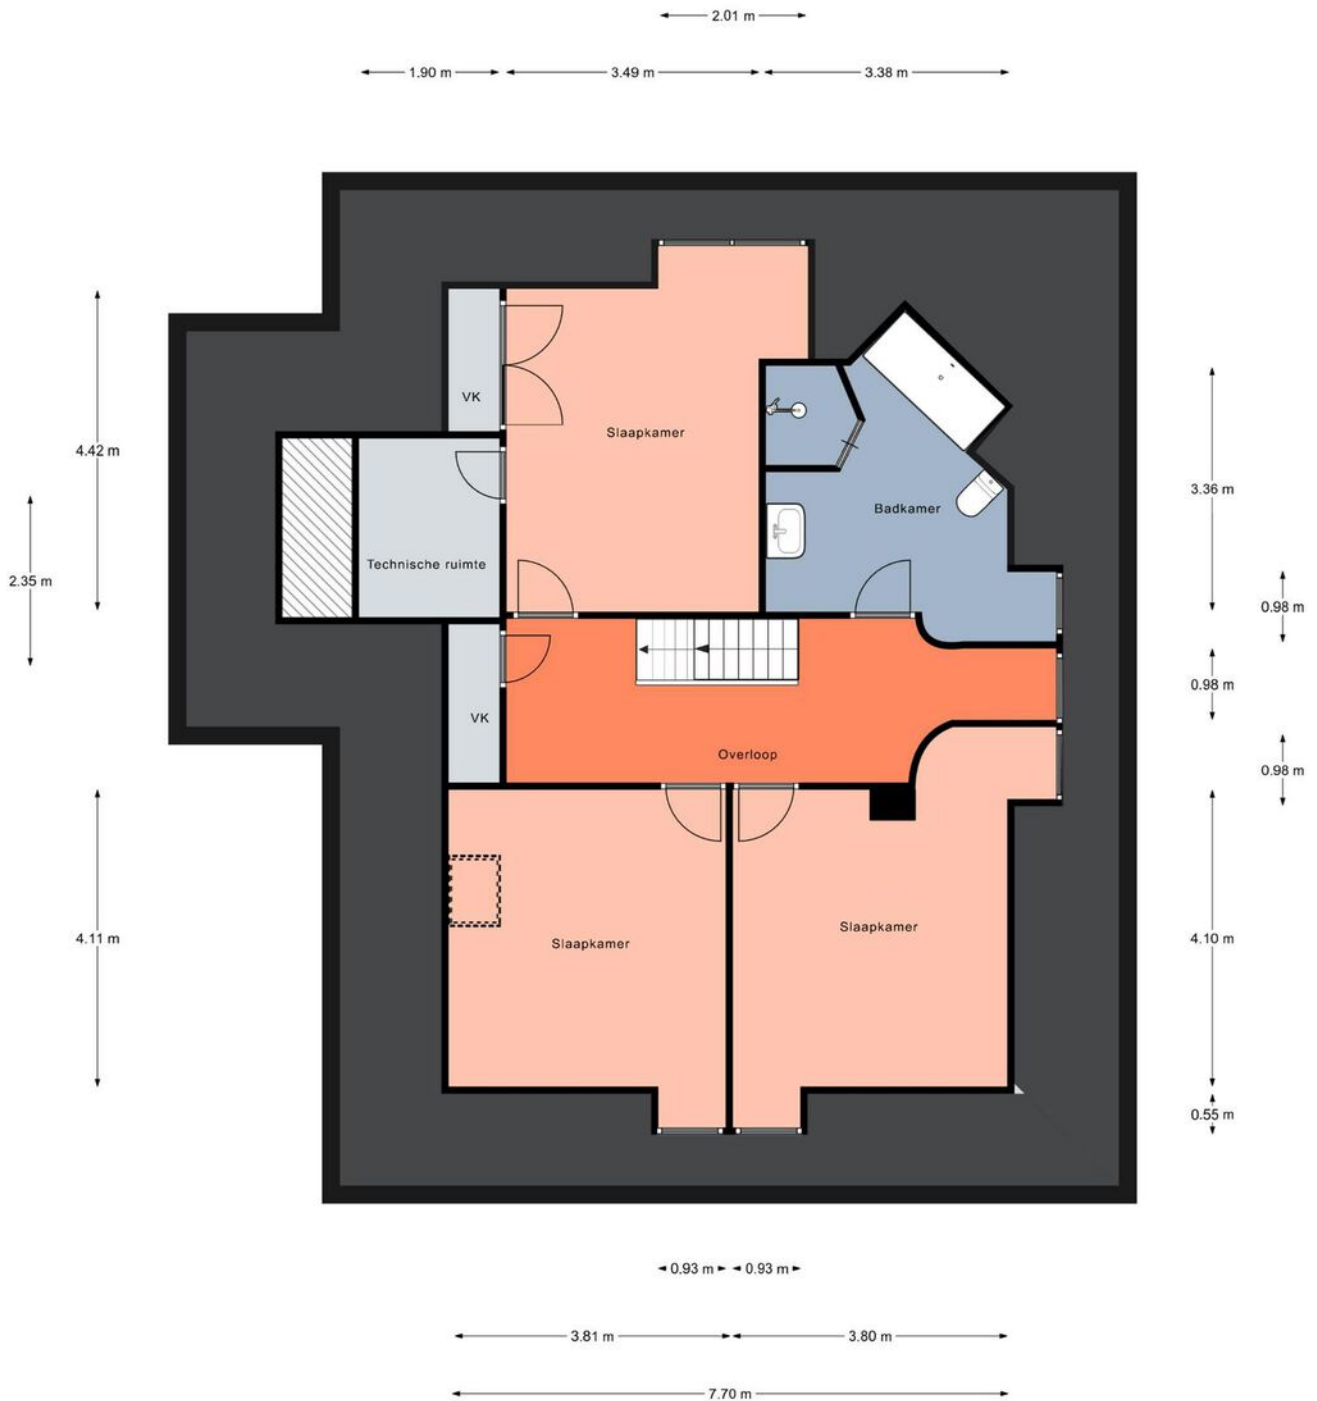 2.01 m
1.90 m
3.49 m
3.38 m
VK
Slaapkamer
4.42 m
3.36 m
Badkamer
Technische ruimte
2.35 m
0.98 m
0.98 m
VK
Overloop
0.98 m
Slaapkamer
Slaapkamer
4.11 m
4.10 m
0.55 m
0.93 m
0.93 m
3.81 m
3.80 m
7.70 m